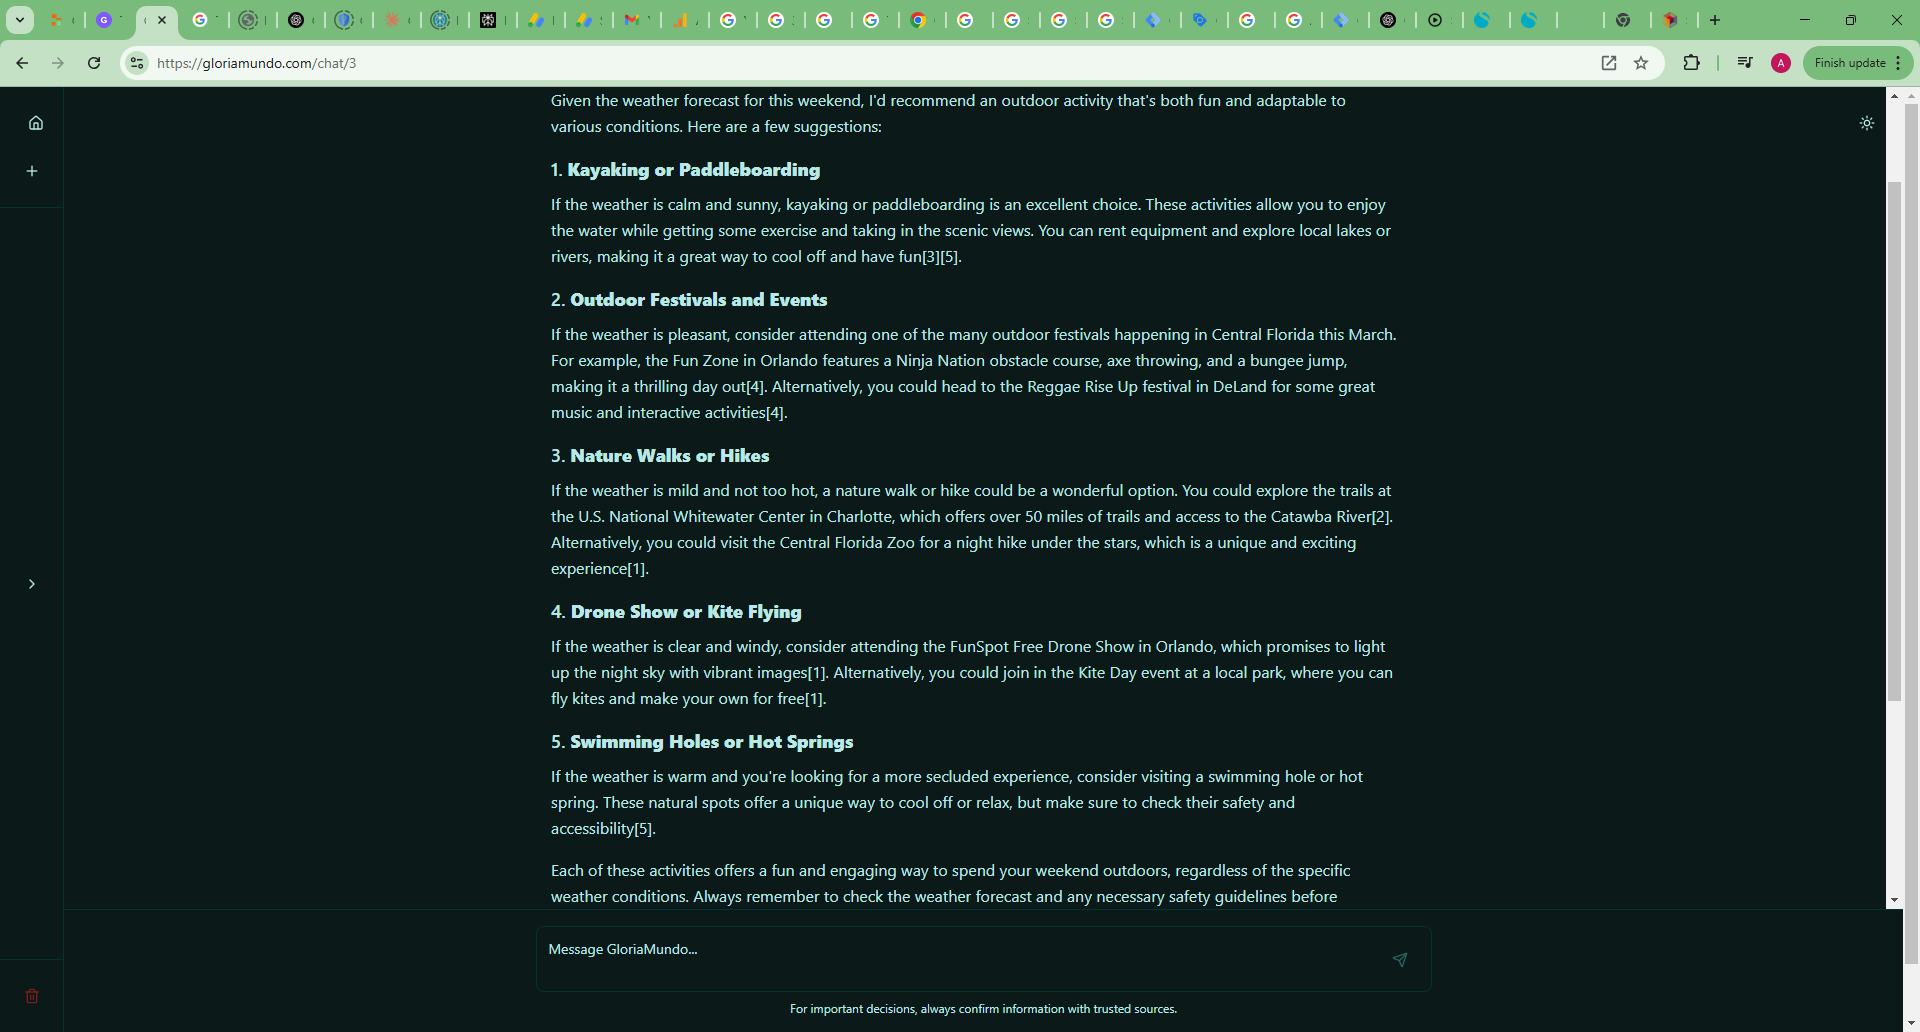 https://gloriamundo.com/chat/3
A
Finish update
Given the weather forecast for this weekend, I'd recommend an outdoor activity that's both fun and adaptable to
various conditions. Here are a few suggestions:
1. Kayaking or Paddleboarding
If the weather is calm and sunny, kayaking or paddleboarding is an excellent choice. These activities allow you to enjoy
the water while getting some exercise and taking in the scenic views. You can rent equipment and explore local lakes or
rivers, making it a great way to cool off and have fun[3][5].
2. Outdoor Festivals and Events
If the weather is pleasant, consider attending one of the many outdoor festivals happening in Central Florida this March.
For example, the Fun Zone in Orlando features a Ninja Nation obstacle course, axe throwing, and a bungee jump,
making it a thrilling day out[4]. Alternatively, you could head to the Reggae Rise Up festival in DeLand for some great
music and interactive activities[4].
3. Nature Walks or Hikes
If the weather is mild and not too hot, a nature walk or hike could be a wonderful option. You could explore the trails at
the U.S. National Whitewater Center in Charlotte, which offers over 50 miles of trails and access to the Catawba River[2].
Alternatively, you could visit the Central Florida Zoo for a night hike under the stars, which is a unique and exciting
experience[1].
4. Drone Show or Kite Flying
If the weather is clear and windy, consider attending the FunSpot Free Drone Show in Orlando, which promises to light
up the night sky with vibrant images[1]. Alternatively, you could join in the Kite Day event at a local park, where you can
fly kites and make your own for free[1].
5. Swimming Holes or Hot Springs
If the weather is warm and you're looking for a more secluded experience, consider visiting a swimming hole or hot
spring. These natural spots offer a unique way to cool off or relax, but make sure to check their safety and
accessibility[5].
Each of these activities offers a fun and engaging way to spend your weekend outdoors, regardless of the specific
weather conditions. Always remember to check the weather forecast and any necessary safety guidelines before
Message GloriaMundo...
For important decisions, always confirm information with trusted sources.